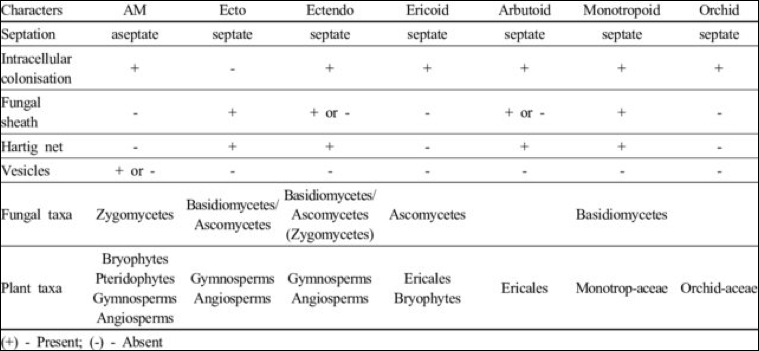 Characters AM Ecto Ectendo Ericoid Arbutoid Monotropoid Orchid
Septation aseptate septate septate septate septate septate septate
Intracellular
colonisation + - + + + + +
Fungal
sheath - + + or - - + or - + -
Hartig net - + + - + + -
Vesicles + or - - - - - - -
Fungal taxa Zygomycetes Basidiomycetes/
Ascomycetes Basidiomycetes/
Ascomycetes
(Zygomycetes) Ascomycetes Basidiomycetes
Plant taxa Bryophytes
Pteridophytes
Gymnosperms
Angiosperms Gymnosperms
Angiosperms Gymnosperms
Angiosperms Ericales
Bryophytes Ericales Monotrop-aceae Orchid-aceae
(+) - Present; (-) - Absent